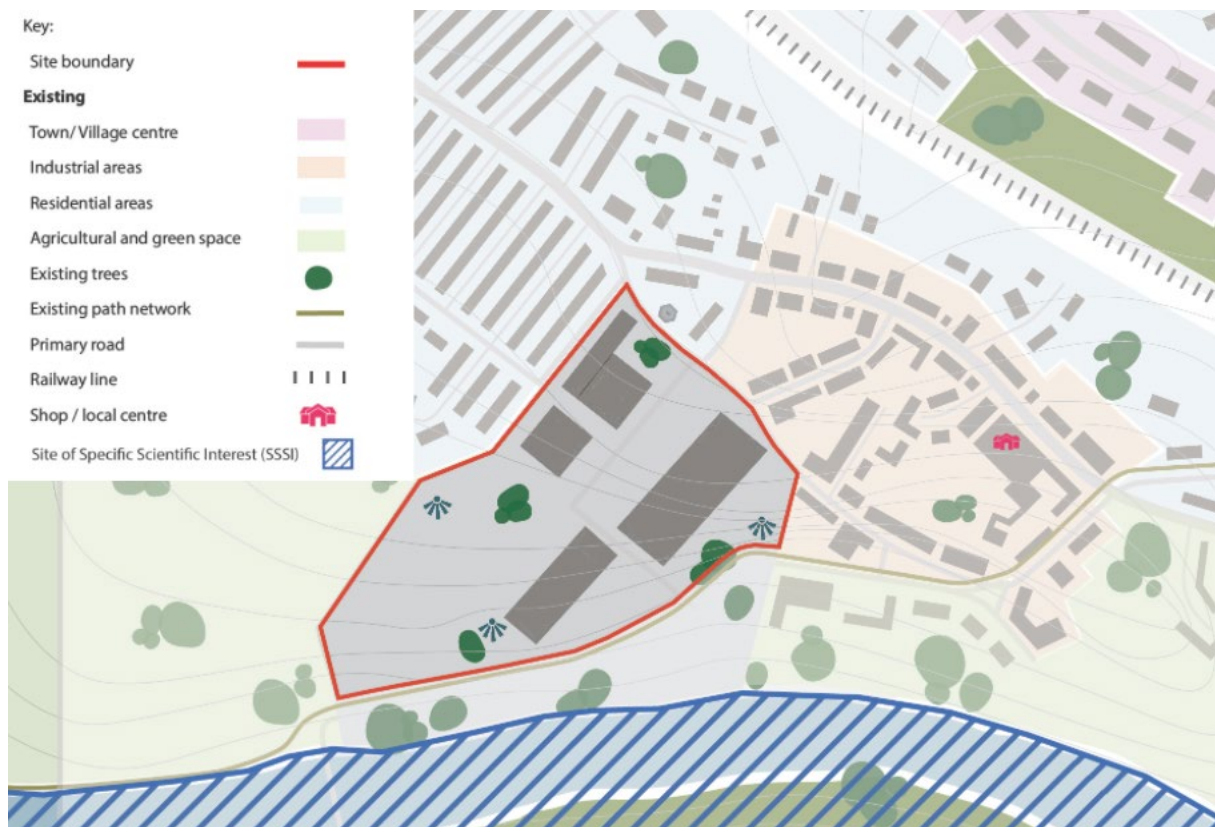 Key:
Site boundary
Existing
Town/ Village centre
Industrial areas
Residential areas
Agricultural and green space
Existing trees
Existing path network
Primary road
Railway line
Shop / local centre
Site of Specific Scientific Interest (SSSI)